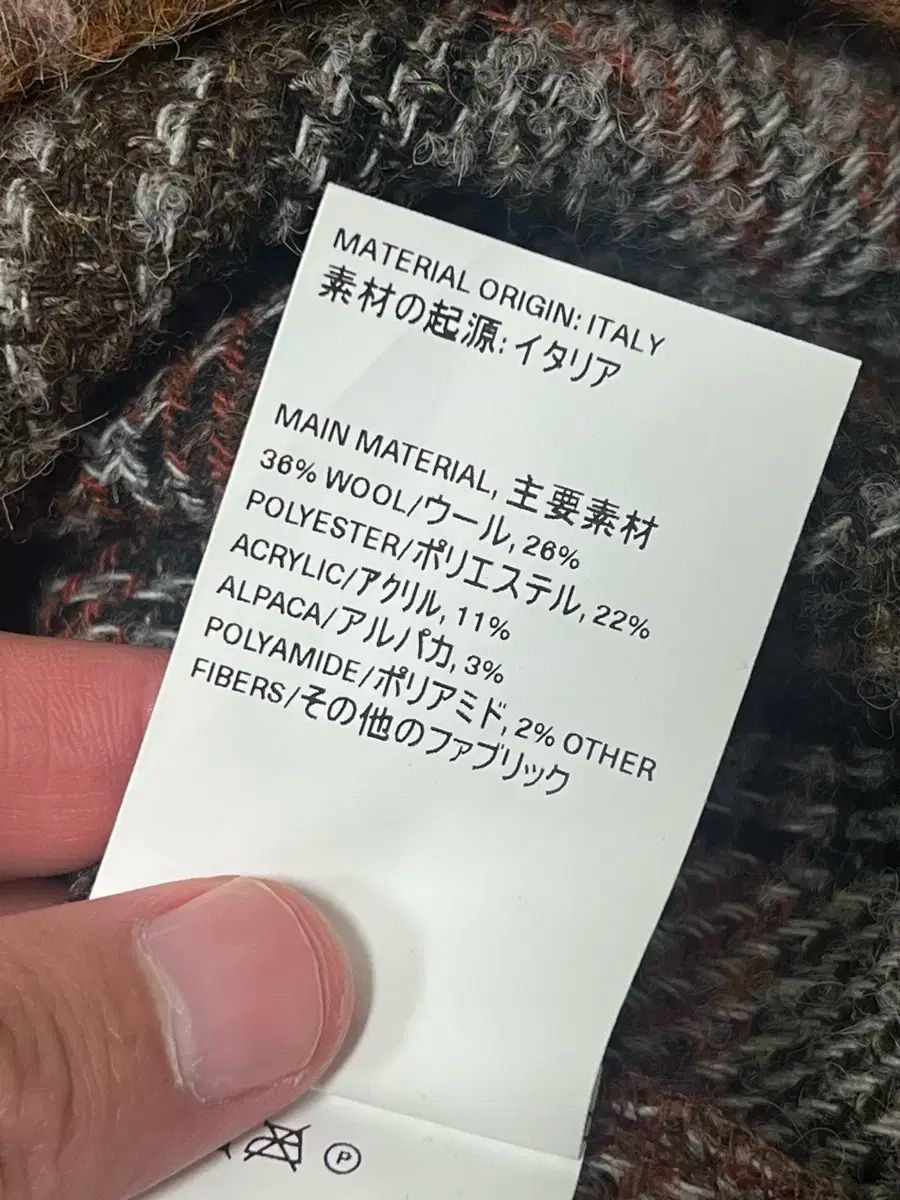 MATERIAL ORIGIN: ITALY
素材の起源: イタリア
MAIN MATERIAL, 主要素材
36% WOOL/ウール, 26%
POLYESTER/ポリエステル, 22%
ACRYLIC/アクリル, 11%
ALPACA/アルパカ, 3%
POLYAMIDE/ポリアミド, 2% OTHER
FIBERS/その他のファブリック
P